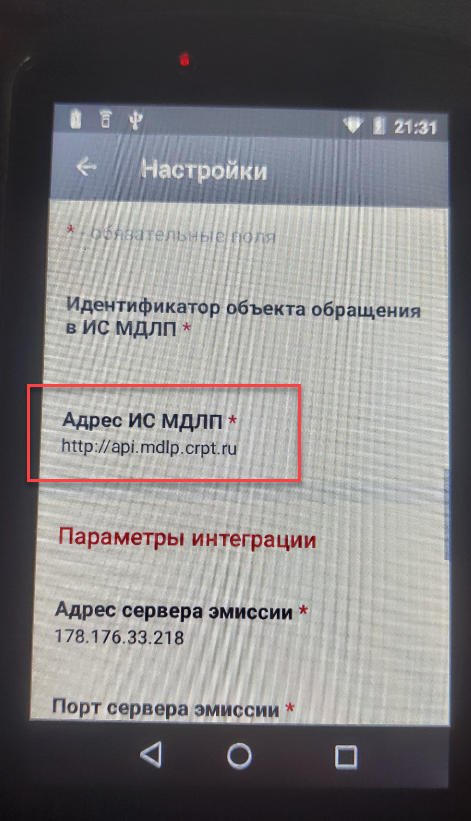 21:31
Настройки
* - обязательные поля
Идентификатор объекта обращения
в ИС МДЛП *
Адрес ИС МДЛП *
http://api.mdlp.crpt.ru
Параметры интеграции
Адрес сервера эмиссии *
178.176.33.218
Порт сервера эмиссии *